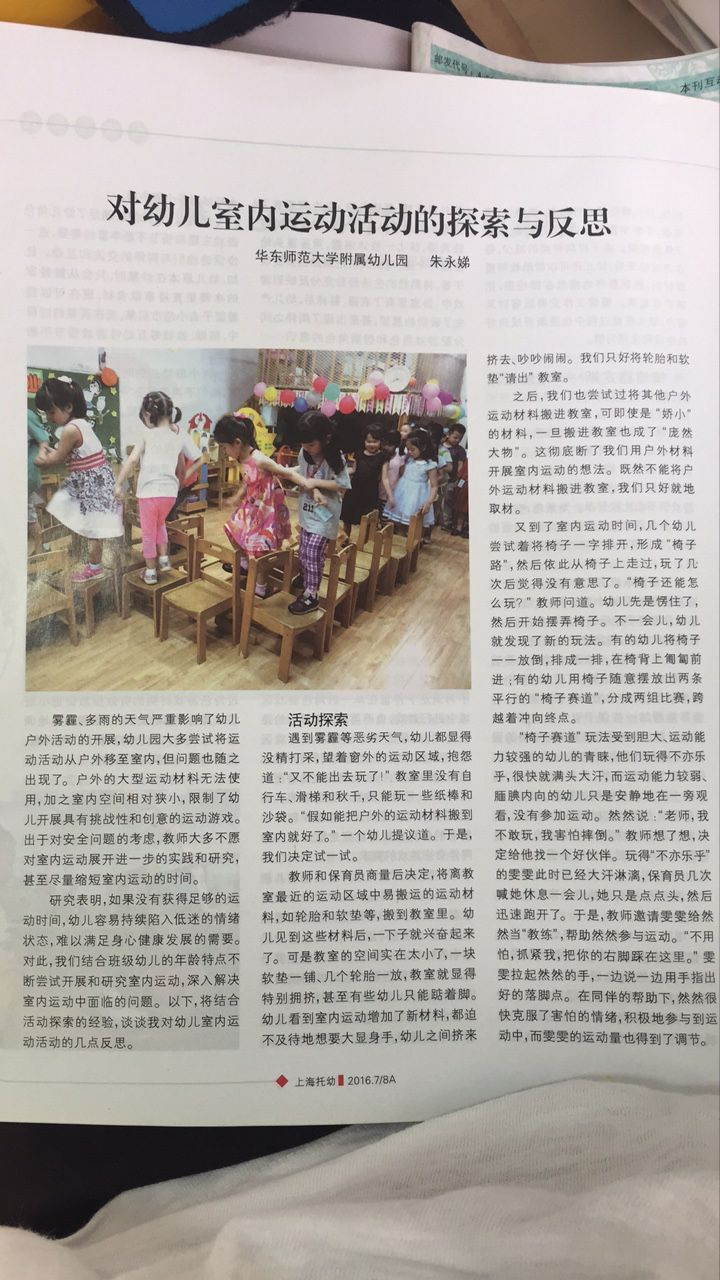 邮发代号
本刊互
对幼儿室内运动活动的探索与反思
华东师范大学附属幼儿园 朱永娣
雾霾、多雨的天气严重影响了幼儿
户外活动的开展,幼儿园大多尝试将运
动活动从户外移至室内,但问题也随之
出现了。户外的大型运动材料无法使
用,加之室内空间相对狭小,限制了幼
儿开展具有挑战性和创意的运动游戏。
出于对安全问题的考虑,教师大多不愿
对室内运动展开进一步的实践和研究,
甚至尽量缩短室内运动的时间。
研究表明,如果没有获得足够的运
动时间,幼儿容易持续陷入低迷的情绪
状态,难以满足身心健康发展的需要。
对此,我们结合班级幼儿的年龄特点不
断尝试开展和研究室内运动,深入解决
室内运动中面临的问题。以下,将结合
活动探索的经验,谈谈我对幼儿室内运
动活动的几点反思。
活动探索
遇到雾霾等恶劣天气,幼儿都显得
没精打采,望着窗外的运动区域,抱怨
道:“又不能出去玩了!”教室里没有自
行车、滑梯和秋千,只能玩一些纸棒和
沙袋。“假如能把户外的运动材料搬到
室内就好了。”一个幼儿提议道。于是,
我们决定试一试。
教师和保育员商量后决定,将离教
室最近的运动区域中易搬运的运动材
料,如轮胎和软垫等,搬到教室里。幼
儿见到这些材料后,一下子就兴奋起来
了。可是教室的空间实在太小了,一块
软垫一铺、几个轮胎一放,教室就显得
特别拥挤,甚至有些幼儿只能踮着脚。
幼儿看到室内运动增加了新材料,都迫
不及待地想要大显身手,幼儿之间挤来
挤去、吵吵闹闹。我们只好将轮胎和软
垫“请出”教室。
之后,我们也尝试过将其他户外
运动材料搬进教室,可即使是“娇小”
的材料,一旦搬进教室也成了“庞然
大物”。这彻底断了我们用户外材料
开展室内运动的想法。既然不能将户
外运动材料搬进教室,我们只好就地
取材。
又到了室内运动时间,几个幼儿
尝试着将椅子一字排开,形成“椅子
路”,然后依此从椅子上走过,玩了几
次后觉得没有意思了。“椅子还能怎
么玩?”教师问道。幼儿先是愣住了,
然后开始摆弄椅子。不一会儿,幼儿
就发现了新的玩法。有的幼儿将椅子
一一放倒,排成一排,在椅背上匍匐前
进;有的幼儿用椅子随意摆放出两条
平行的“椅子赛道”,分成两组比赛,跨
越着冲向终点。
“椅子赛道”玩法受到胆大、运动能
力较强的幼儿的青睐,他们玩得不亦乐
乎,很快就满头大汗,而运动能力较弱、
腼腆内向的幼儿只是安静地在一旁观
看,没有参加运动。然然说:“老师,我
不敢玩,我害怕摔倒。”教师想了想,决
定给他找一个好伙伴。玩得“不亦乐乎”
的雯雯此时已经大汗淋漓,保育员几次
喊她休息一会儿,她只是点点头,然后
迅速跑开了。于是,教师邀请雯雯给然
然当“教练”,帮助然然参与运动。“不用
怕,抓紧我,把你的右脚踩在这里。”雯
雯拉起然然的手,一边说一边用手指出
好的落脚点。在同伴的帮助下,然然很
快克服了害怕的情绪,积极地参与到运
动中,而雯雯的运动量也得到了调节。
上海托幼 2016.7/8A